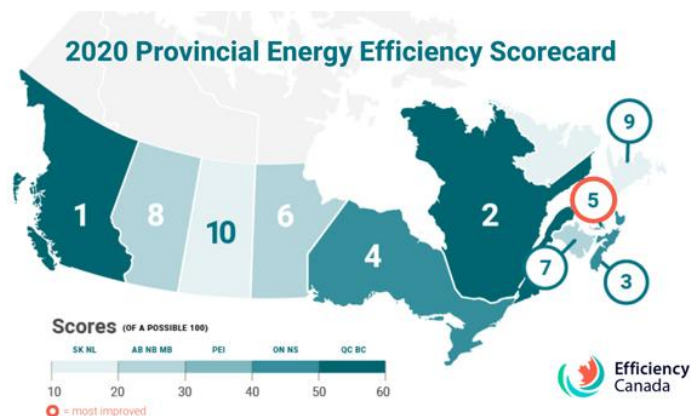 2020 Provincial Energy Efficiency Scorecard
9
5
1
8
10
6
2
4
7
3
Scores (OF A POSSIBLE 100)
SK NL AB NB MB PEI ON NS QC BC
10 20 30 40 50 60
= most improved
Efficiency
Canada